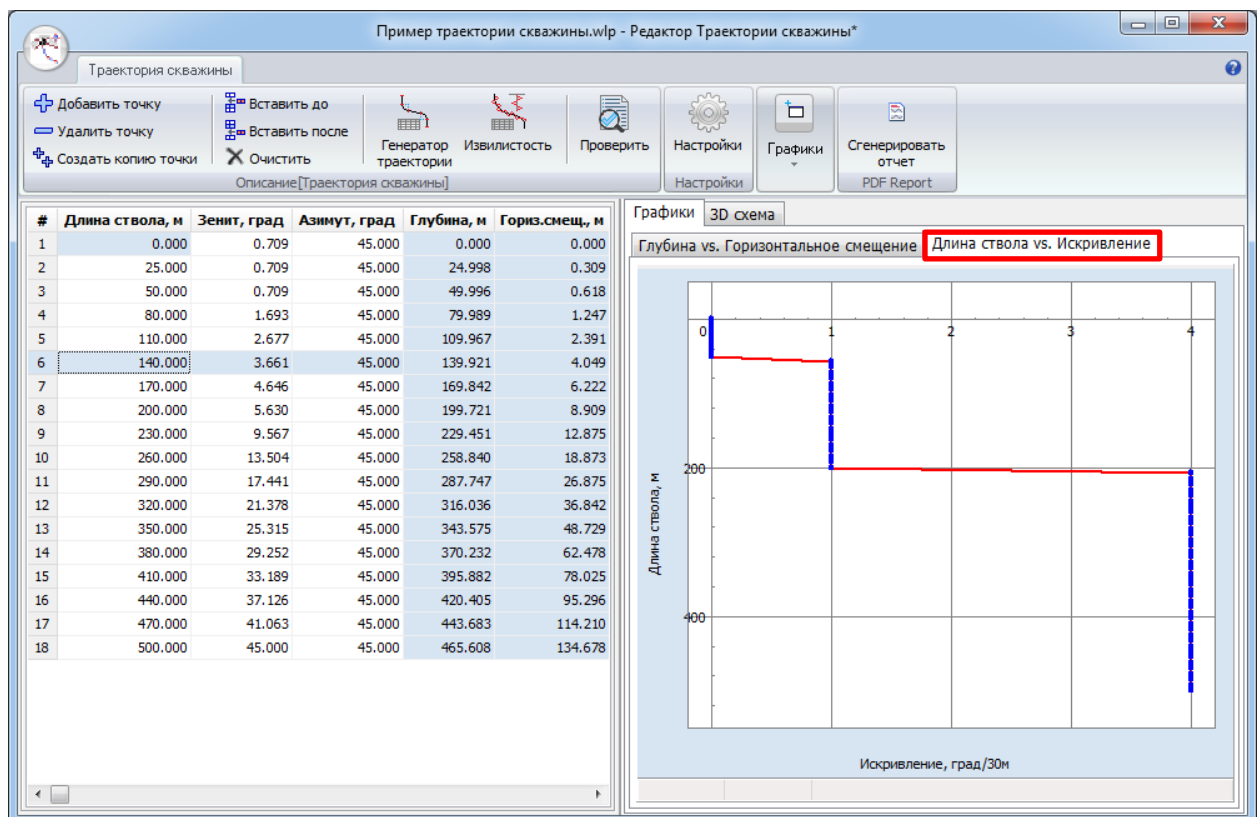 Пример траектории скважины.wlp - Редактор Траектории скважины*
Траектория скважины
Добавить точку
Удалить точку
Создать копию точки
Вставить до
Вставить после
Очистить
Генератор
траектории
Извилистость
Проверить
Описание[Траектория скважины]
Настройки
Настройки
Графики
Сгенерировать
отчет
PDF Report
# Длина ствола, м Зенит, град Азимут, град Глубина, м Гориз.смещ., м
1 0.000 0.709 45.000 0.000 0.000
2 25.000 0.709 45.000 24.998 0.309
3 50.000 0.709 45.000 49.996 0.618
4 80.000 1.693 45.000 79.989 1.247
5 110.000 2.677 45.000 109.967 2.391
6 140.000 3.661 45.000 139.921 4.049
7 170.000 4.646 45.000 169.842 6.222
8 200.000 5.630 45.000 199.721 8.909
9 230.000 9.567 45.000 229.451 12.875
10 260.000 13.504 45.000 258.840 18.873
11 290.000 17.441 45.000 287.747 26.875
12 320.000 21.378 45.000 316.036 36.842
13 350.000 25.315 45.000 343.575 48.729
14 380.000 29.252 45.000 370.232 62.478
15 410.000 33.189 45.000 395.882 78.025
16 440.000 37.126 45.000 420.405 95.296
17 470.000 41.063 45.000 443.683 114.210
18 500.000 45.000 45.000 465.608 134.678
Графики 3D схема
Глубина vs. Горизонтальное смещение Длина ствола vs. Искривление
0 1 2 3 4
200
400
Длина ствола, м
Искривление, град/30м